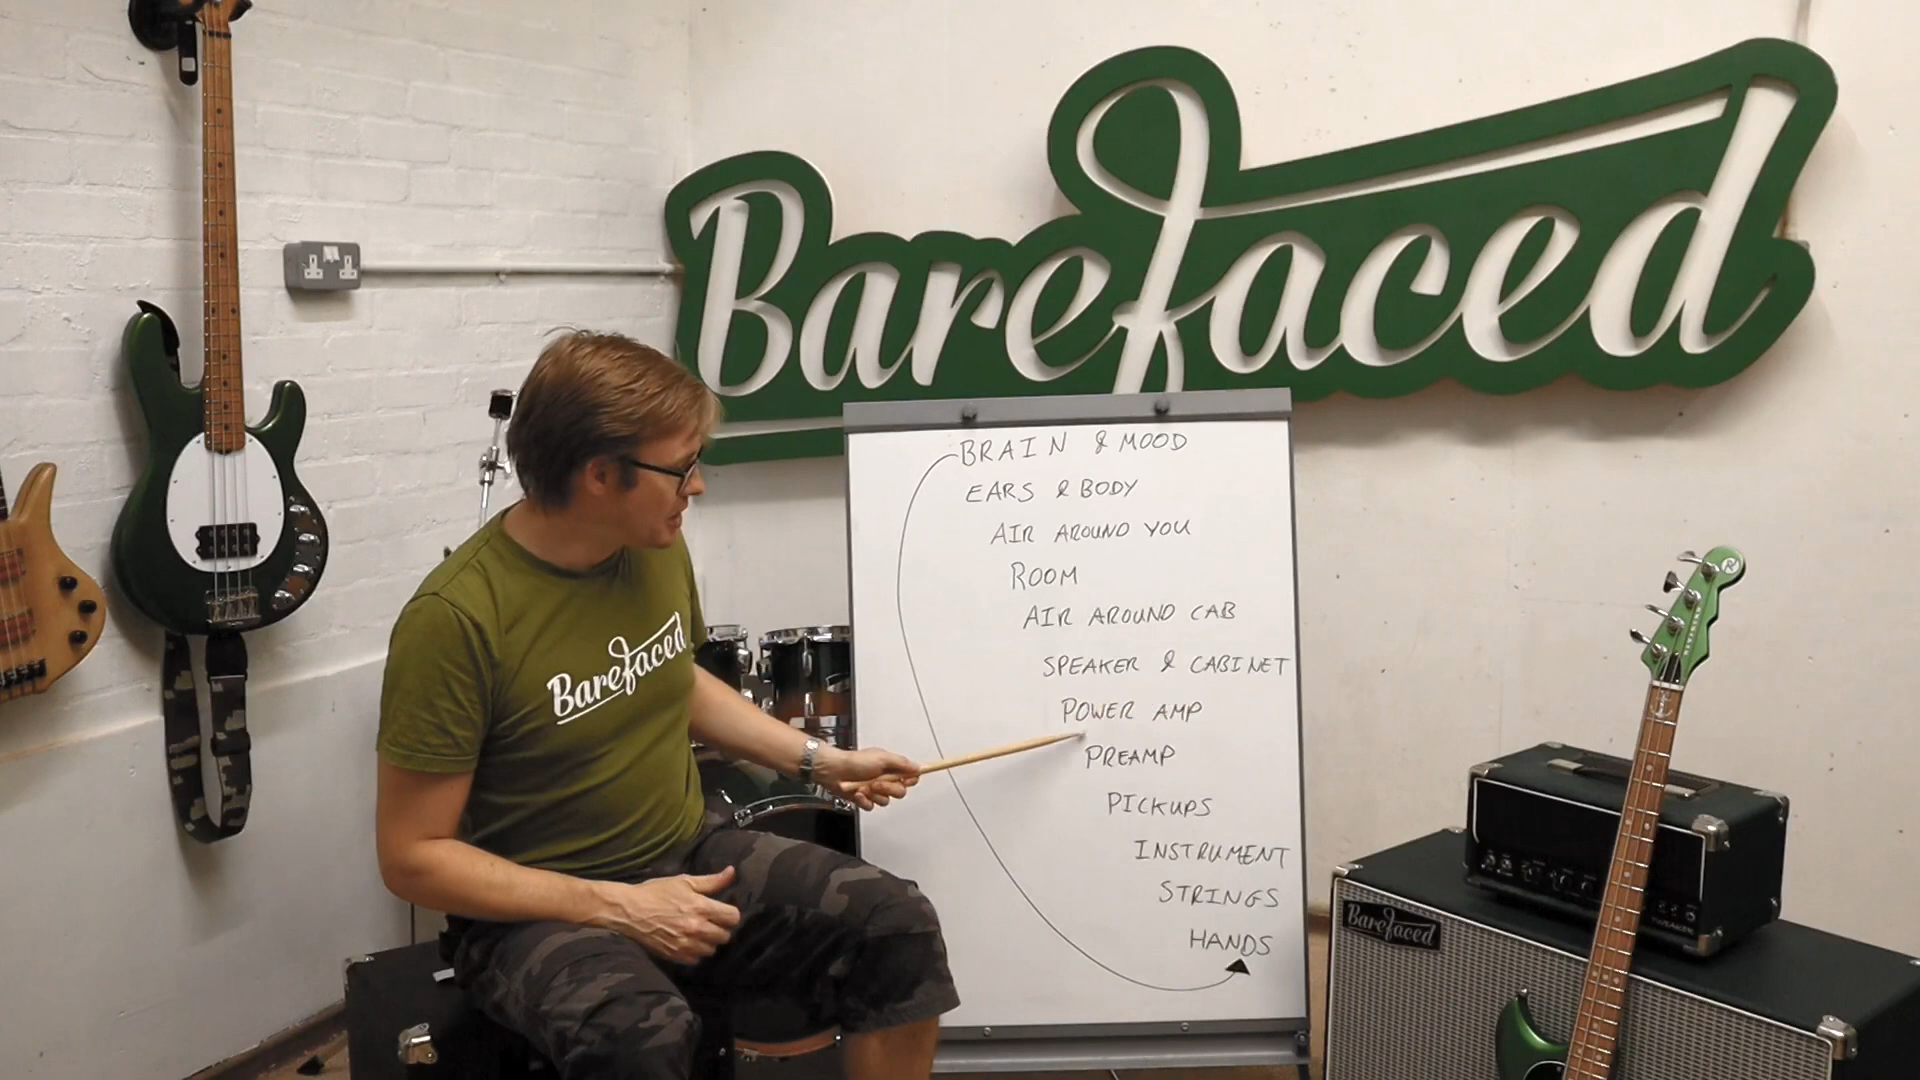 Barefaced
BRAIN & MOOD
EARS & BODY
AIR AROUND YOU
ROOM
AIR AROUND CAB
SPEAKER & CABINET
POWER AMP
PREAMP
PICKUPS
INSTRUMENT
STRINGS
HANDS
Barefaced
Barefaced